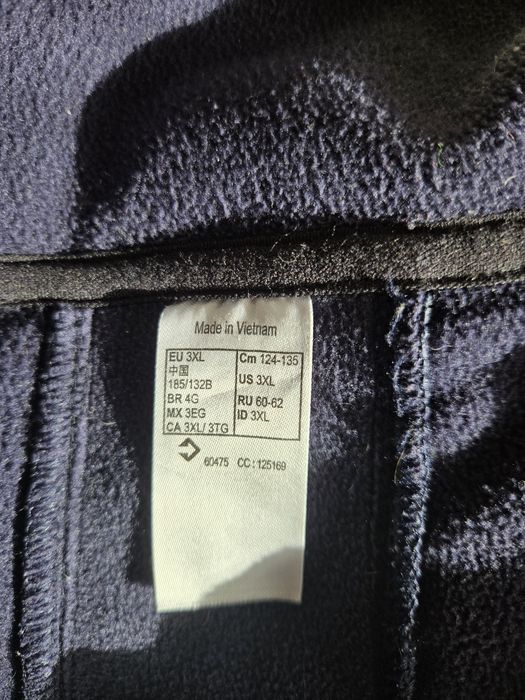 Made in Vietnam
EU 3XL
中国
185/132B
BR 4G
MX 3EG
CA 3XL/ 3TG
Cm 124-135
US 3XL
RU 60-62
ID 3XL
60475 CC : 125169